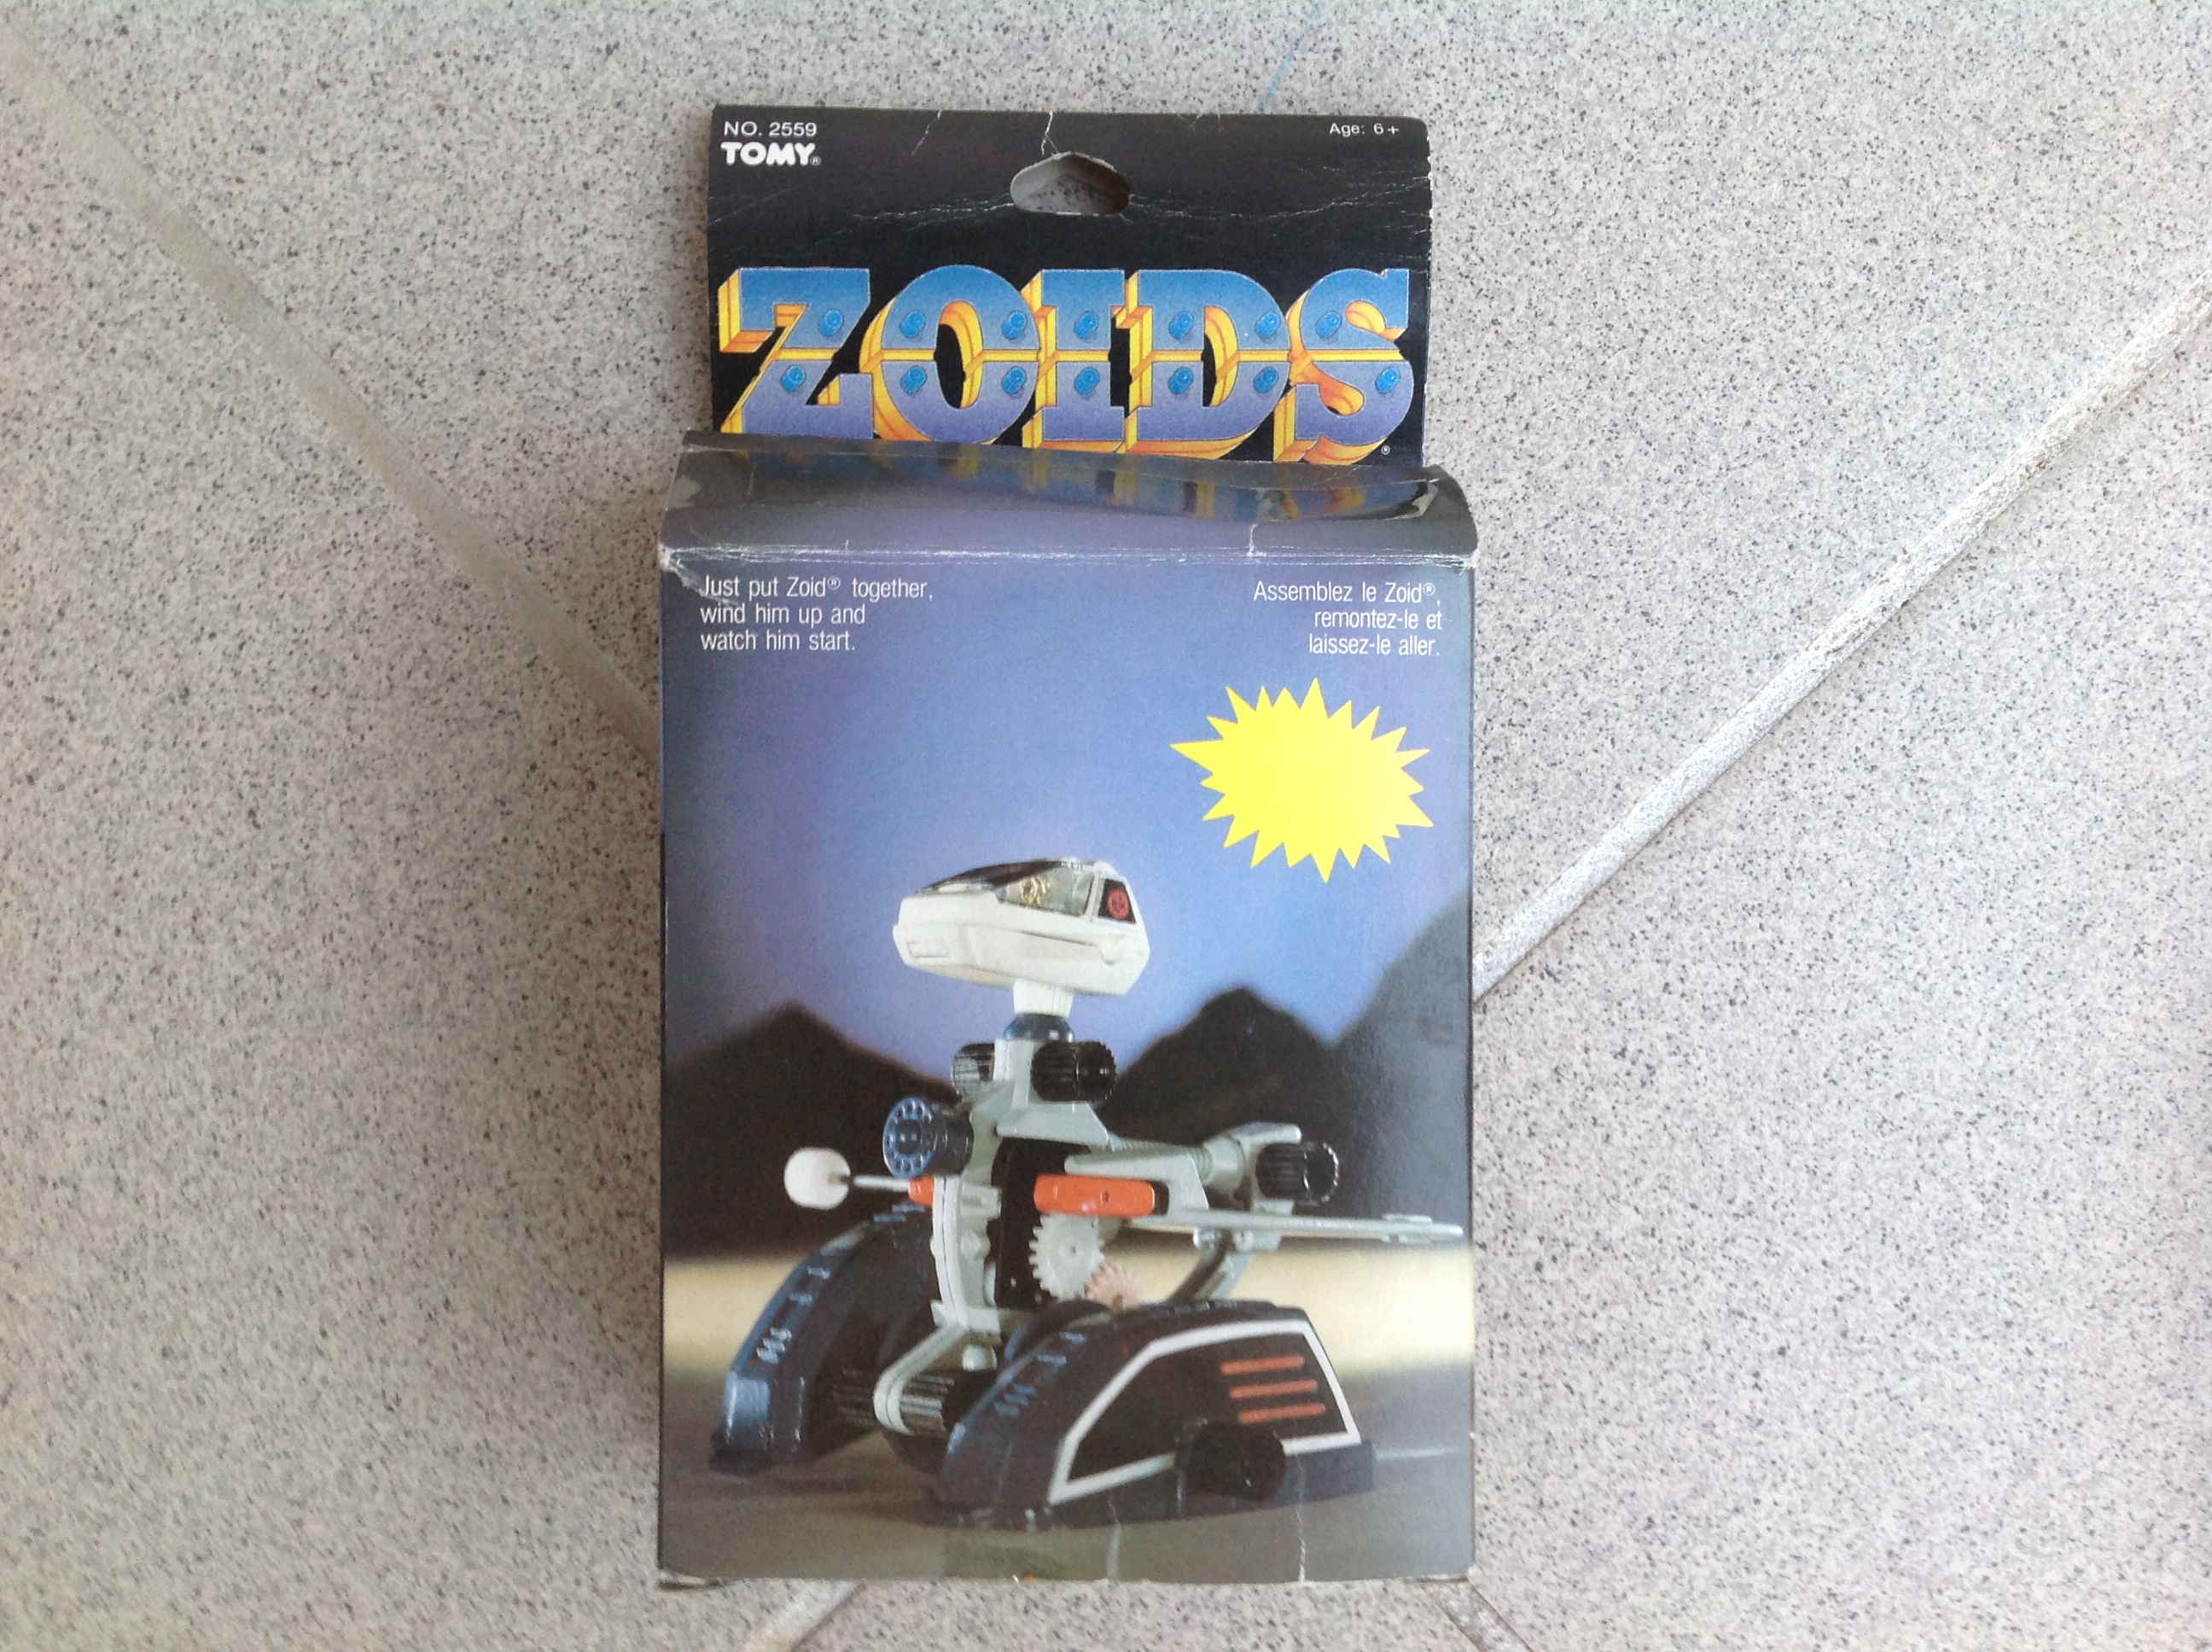 NO. 2559
TOMY®
Age: 6+
ZOIDS®
Just put Zoid® together,
wind him up and
watch him start.
Assemblez le Zoid®,
remontez-le et
laissez-le aller.